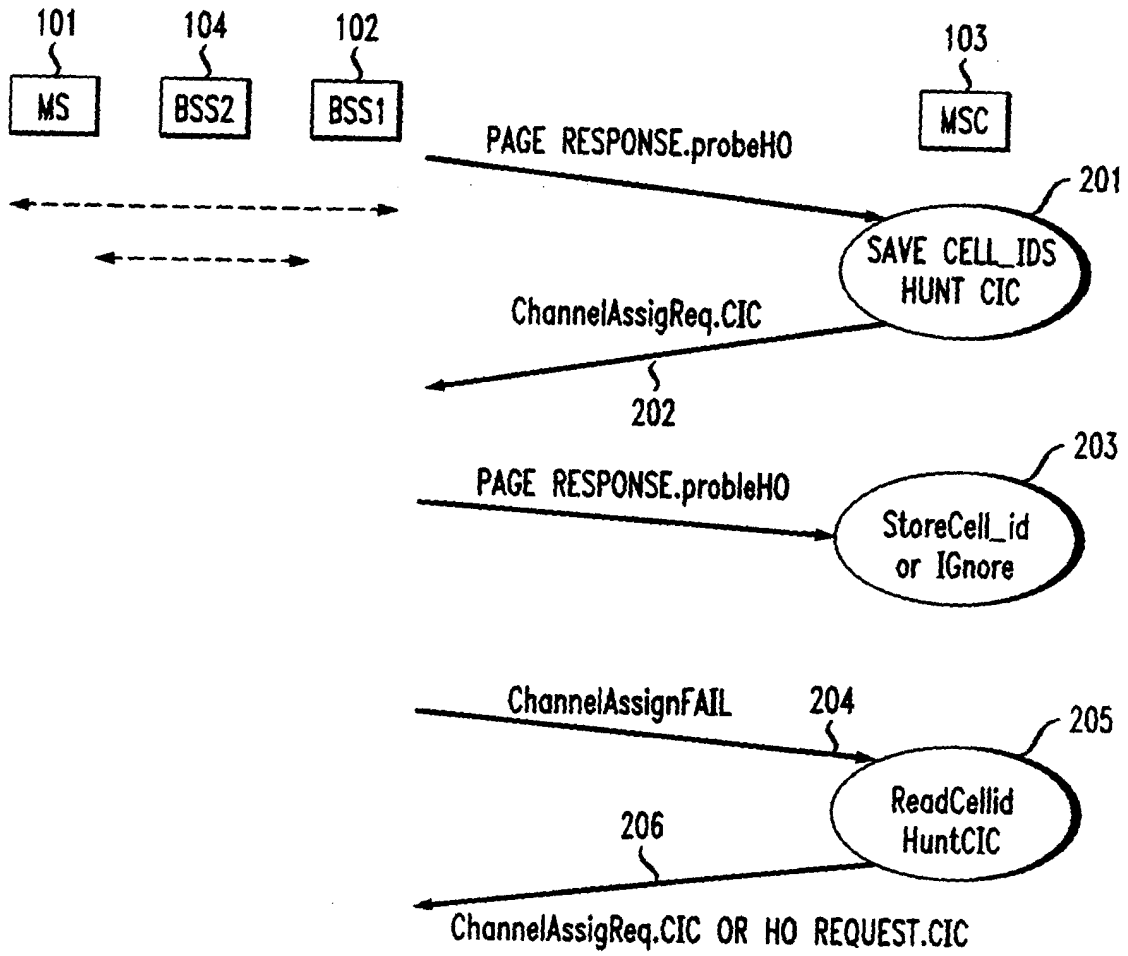 101
104
102
103
MS
BSS2
BSS1
MSC
PAGE RESPONSE.probeHO
201
SAVE CELL_IDS
HUNT CIC
ChannelAssigReq.CIC
202
203
PAGE RESPONSE.probleHO
StoreCell_id
or IGnore
ChannelAssignFAIL
204
205
ReadCellid
HuntCIC
206
ChannelAssigReq.CIC OR HO REQUEST.CIC